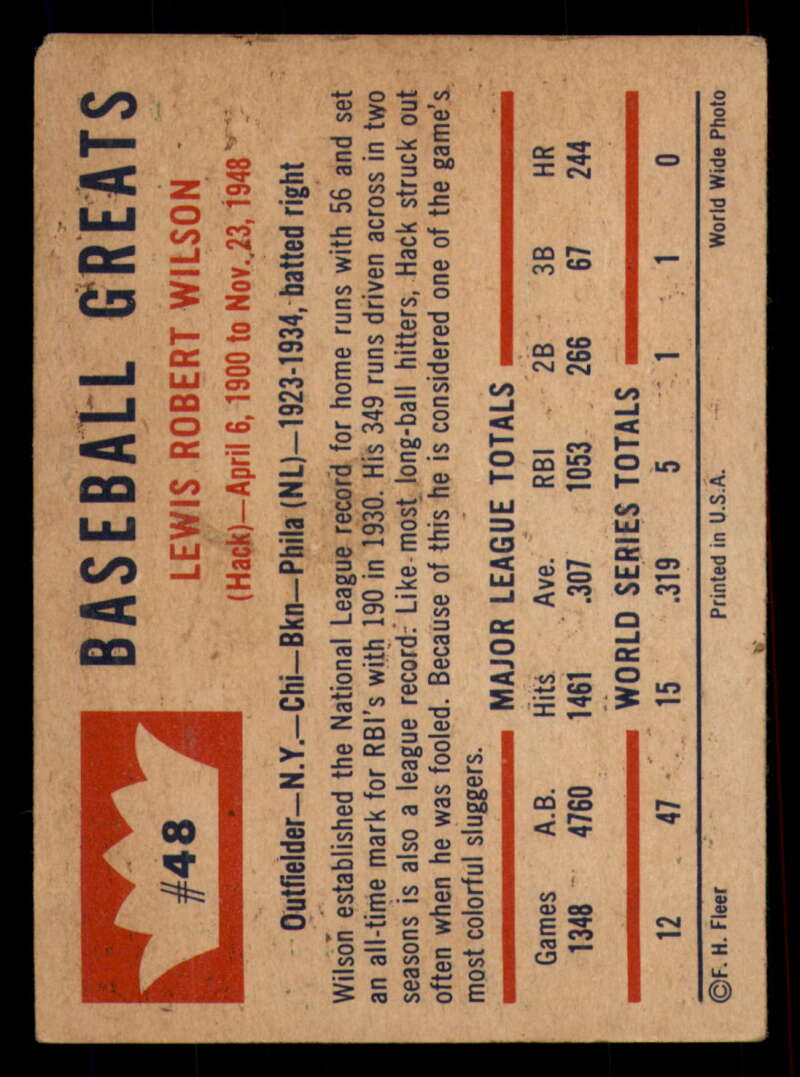 #48
BASEBALL GREATS
LEWIS ROBERT WILSON
(Hack)—April 6, 1900 to Nov. 23, 1948
Outfielder—N.Y.—Chi—Bkn—Phila (NL)—1923-1934, batted right
Wilson established the National League record for home runs with 56 and set
an all-time mark for RBI's with 190 in 1930. His 349 runs driven across in two
seasons is also a league record. Like most long-ball hitters, Hack struck out
often when he was fooled. Because of this he is considered one of the game's
most colorful sluggers.
MAJOR LEAGUE TOTALS
Games A.B. Hits Ave. RBI 2B 3B HR
1348 4760 1461 .307 1053 266 67 244
WORLD SERIES TOTALS
12 47 15 .319 5 1 1 0
©F. H. Fleer Printed in U.S.A. World Wide Photo